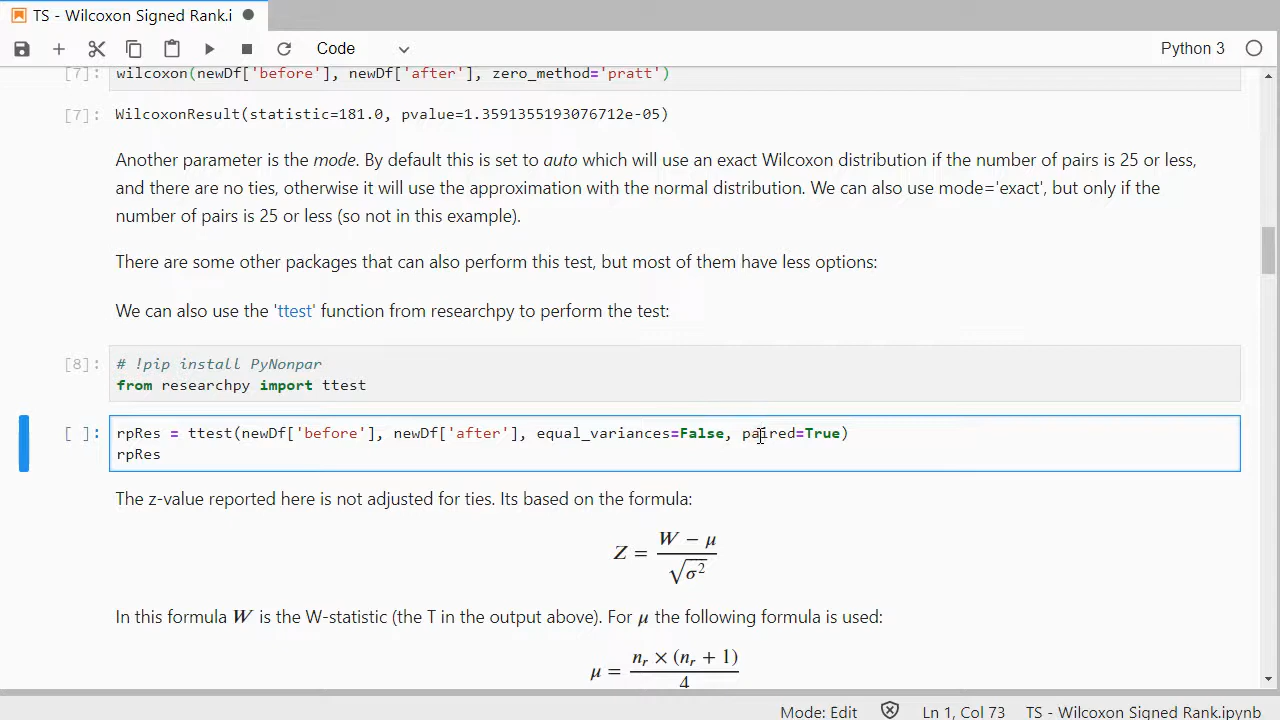 TS - Wilcoxon Signed Rank.i
Code
Python 3
[7]: wilcoxon(newDf['before'], newDf['after'], zero_method='pratt')
[7]: WilcoxonResult(statistic=181.0, pvalue=1.3591355193076712e-05)
Another parameter is the mode. By default this is set to auto which will use an exact Wilcoxon distribution if the number of pairs is 25 or less,
and there are no ties, otherwise it will use the approximation with the normal distribution. We can also use mode='exact', but only if the
number of pairs is 25 or less (so not in this example).
There are some other packages that can also perform this test, but most of them have less options:
We can also use the 'ttest' function from researchpy to perform the test:
[8]: # !pip install PyNonpar
from researchpy import ttest
[ ]: rpRes = ttest(newDf['before'], newDf['after'], equal_variances=False, paired=True)
rpRes
The z-value reported here is not adjusted for ties. Its based on the formula:
Z = \frac{W − μ}{\sqrt{σ^2}}
In this formula W is the W-statistic (the T in the output above). For μ the following formula is used:
μ = \frac{n_r × (n_r + 1)}{4}
Mode: Edit Ln 1, Col 73 TS - Wilcoxon Signed Rank.ipynb